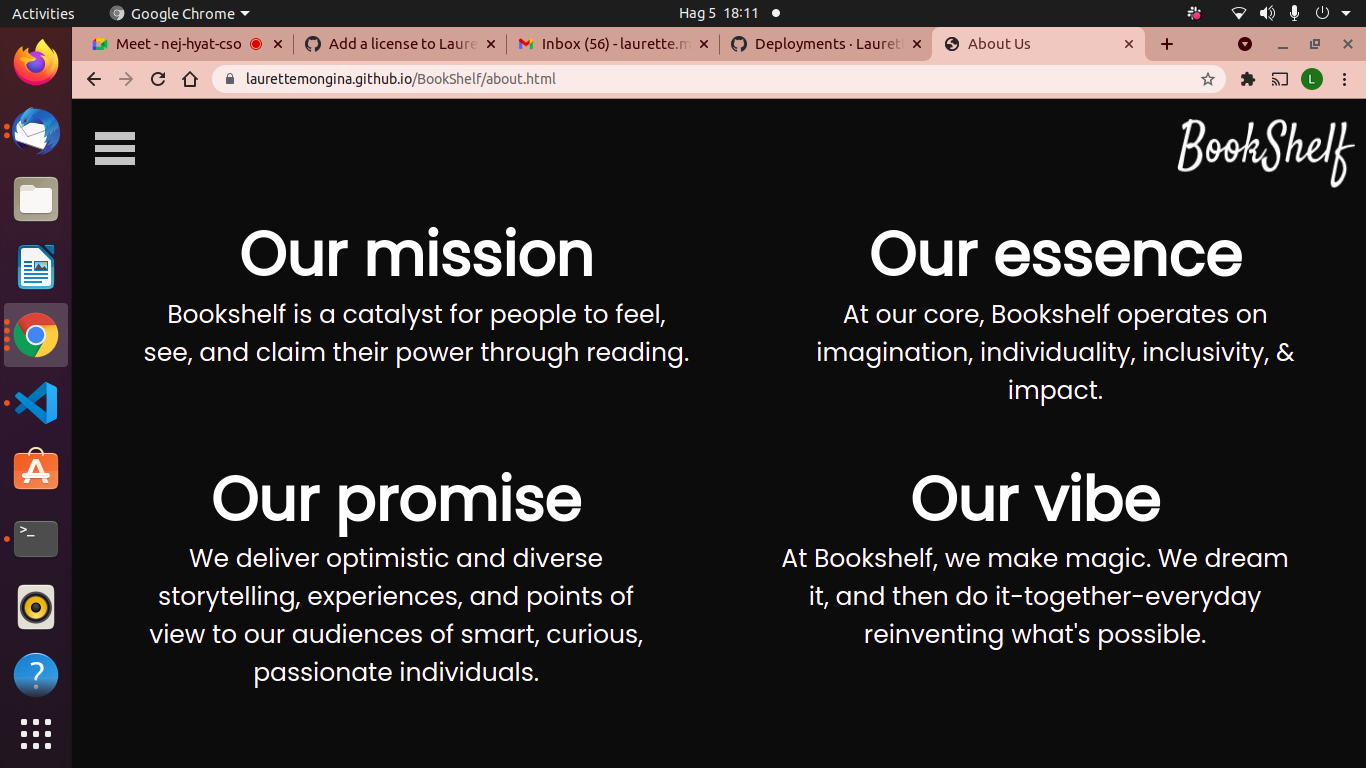 Activities
Google Chrome
Hag 5 18:11
Meet - nej-hyat-cso
Add a license to Laure
Inbox (56) - laurette.m
Deployments · Lauret
About Us
laurettemongina.github.io/BookShelf/about.html
L
BookShelf
Our mission
Bookshelf is a catalyst for people to feel,
see, and claim their power through reading.
Our essence
At our core, Bookshelf operates on
imagination, individuality, inclusivity, &
impact.
Our promise
We deliver optimistic and diverse
storytelling, experiences, and points of
view to our audiences of smart, curious,
passionate individuals.
Our vibe
At Bookshelf, we make magic. We dream
it, and then do it-together-everyday
reinventing what's possible.